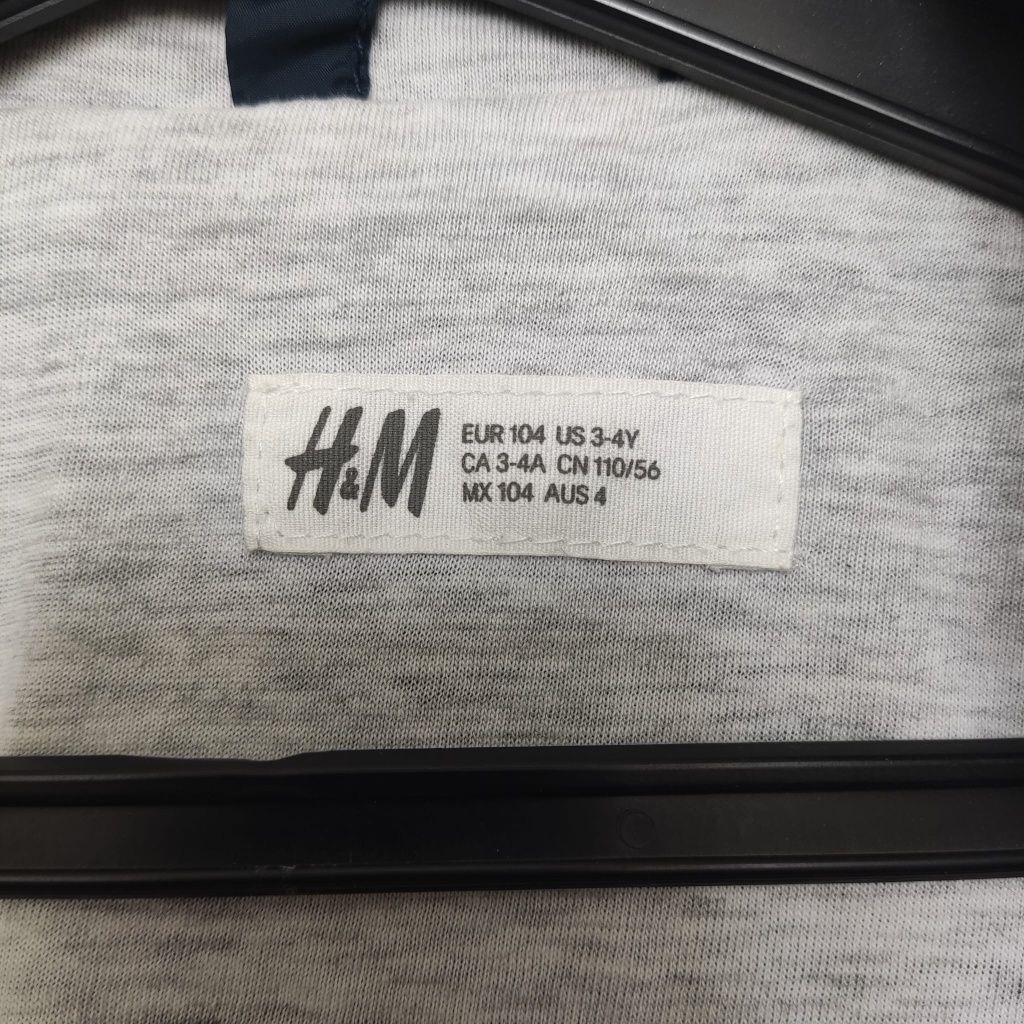 H&M
EUR 104 US 3-4Y
CA 3-4A CN 110/56
MX 104 AUS 4